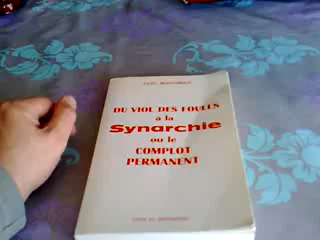 DU VIOL DES FOULES
à la
Synarchie
ou le
COMPLOT
PERMANENT